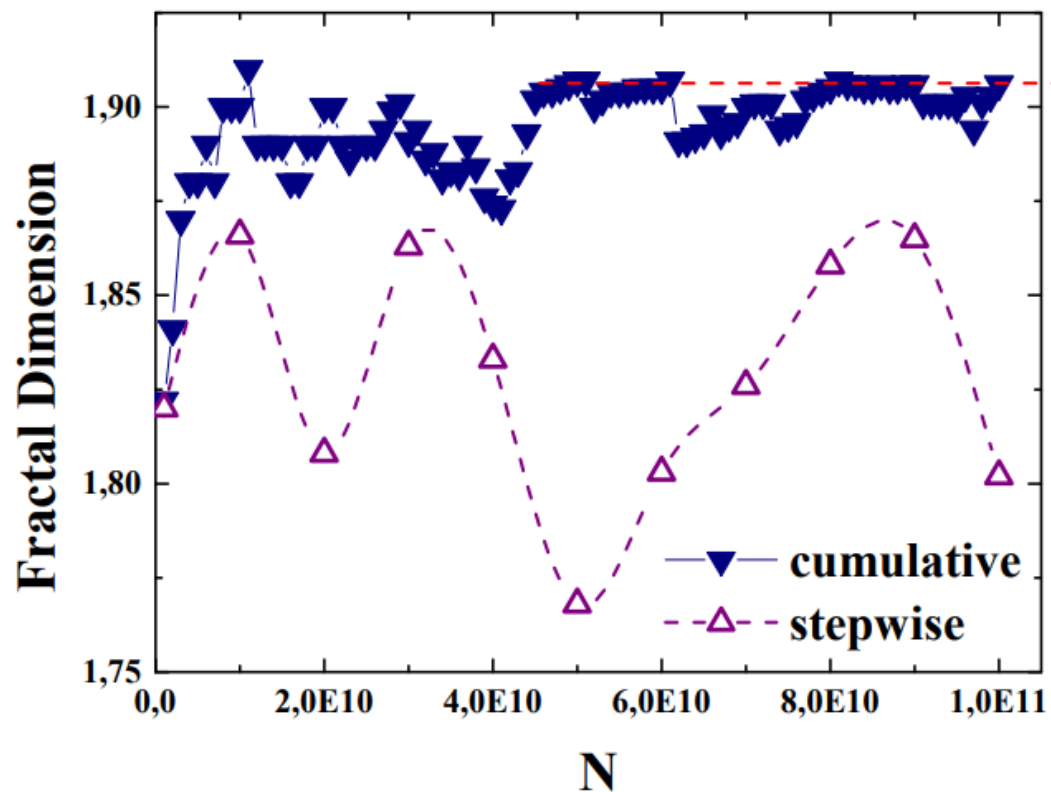 Fractal Dimension
1,90
1,85
1,80
1,75
0,0 2,0E10 4,0E10 6,0E10 8,0E10 1,0E11
N
cumulative
stepwise